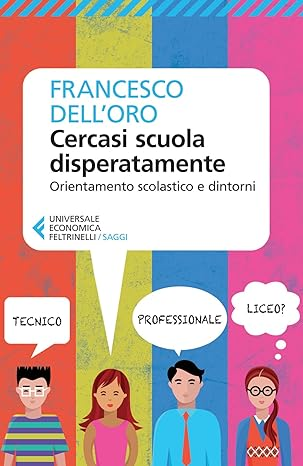 FRANCESCO
DELL'ORO
Cercasi scuola
disperatamente
Orientamento scolastico e dintorni
UNIVERSALE
ECONOMICA
FELTRINELLI/SAGGI
TECNICO
PROFESSIONALE
LICEO?